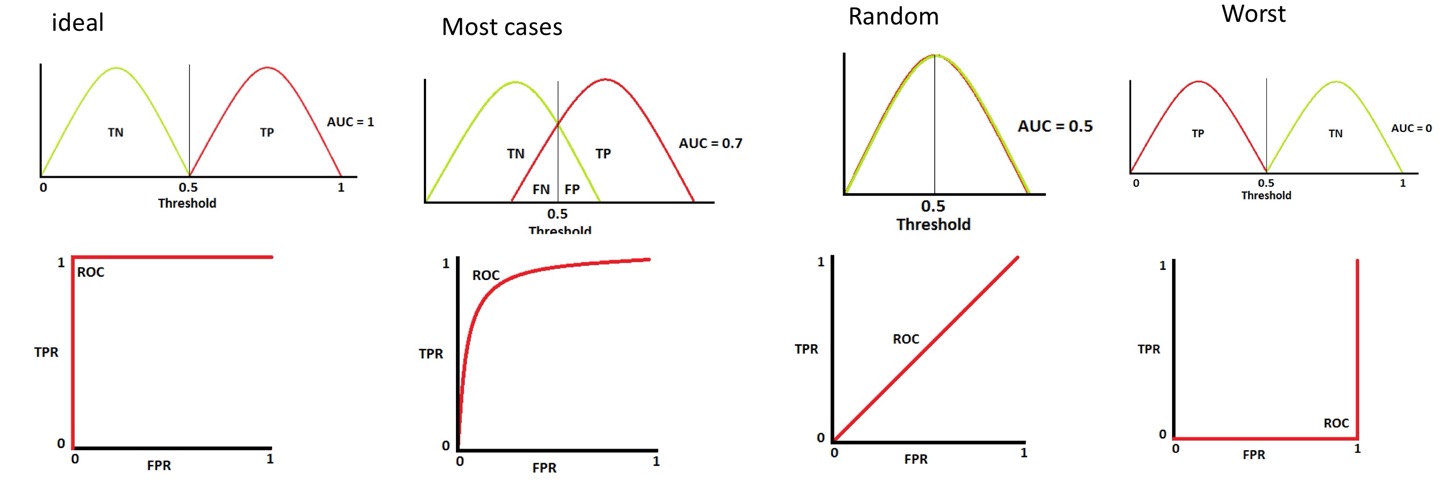 ideal
TN
TP
AUC = 1
0
0.5
1
Threshold
1
ROC
TPR
0
0
FPR
1
Most cases
TN
TP
AUC = 0.7
FN
FP
0.5
Threshold
1
ROC
TPR
0
0
FPR
1
Random
AUC = 0.5
0.5
Threshold
1
ROC
TPR
0
0
FPR
1
Worst
TP
TN
AUC = 0
0
0.5
1
Threshold
1
TPR
ROC
0
0
FPR
1